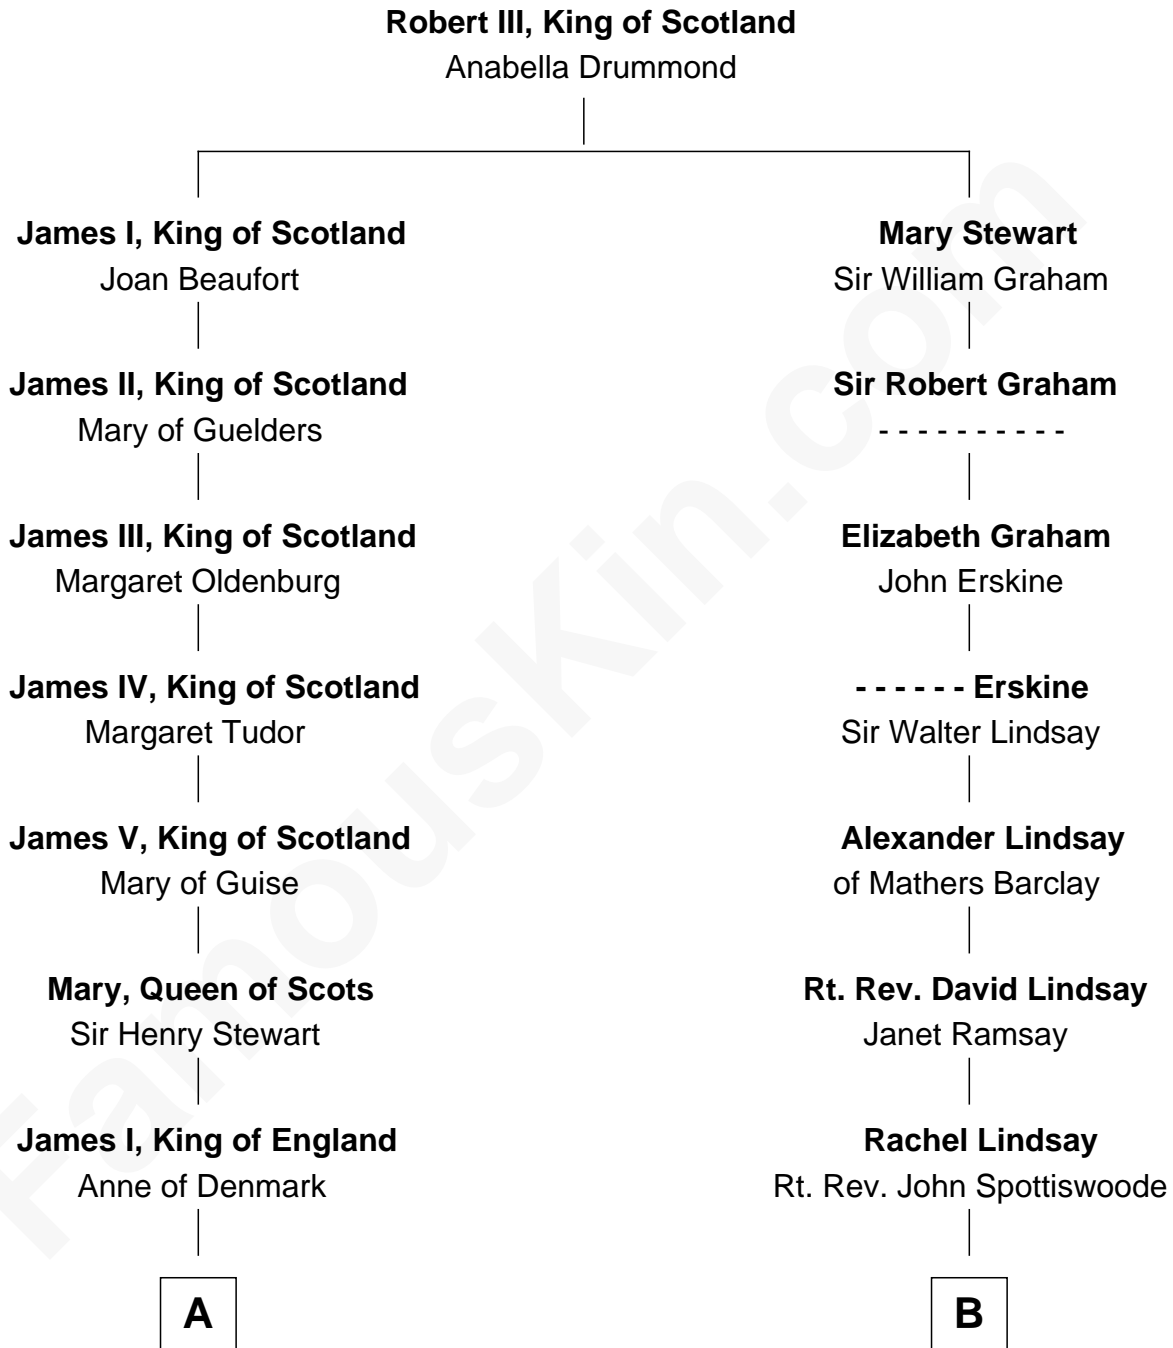 Robert III, King of Scotland
Anabella Drummond
James I, King of Scotland
Joan Beaufort
James II, King of Scotland
Mary of Guelders
James III, King of Scotland
Margaret Oldenburg
James IV, King of Scotland
Margaret Tudor
James V, King of Scotland
Mary of Guise
Mary, Queen of Scots
Sir Henry Stewart
James I, King of England
Anne of Denmark
A
Mary Stewart
Sir William Graham
Sir Robert Graham
- - - - - - - - - -
Elizabeth Graham
John Erskine
- - - - - - Erskine
Sir Walter Lindsay
Alexander Lindsay
of Mathers Barclay
Rt. Rev. David Lindsay
Janet Ramsay
Rachel Lindsay
Rt. Rev. John Spottiswoode
B
FamousKin.com